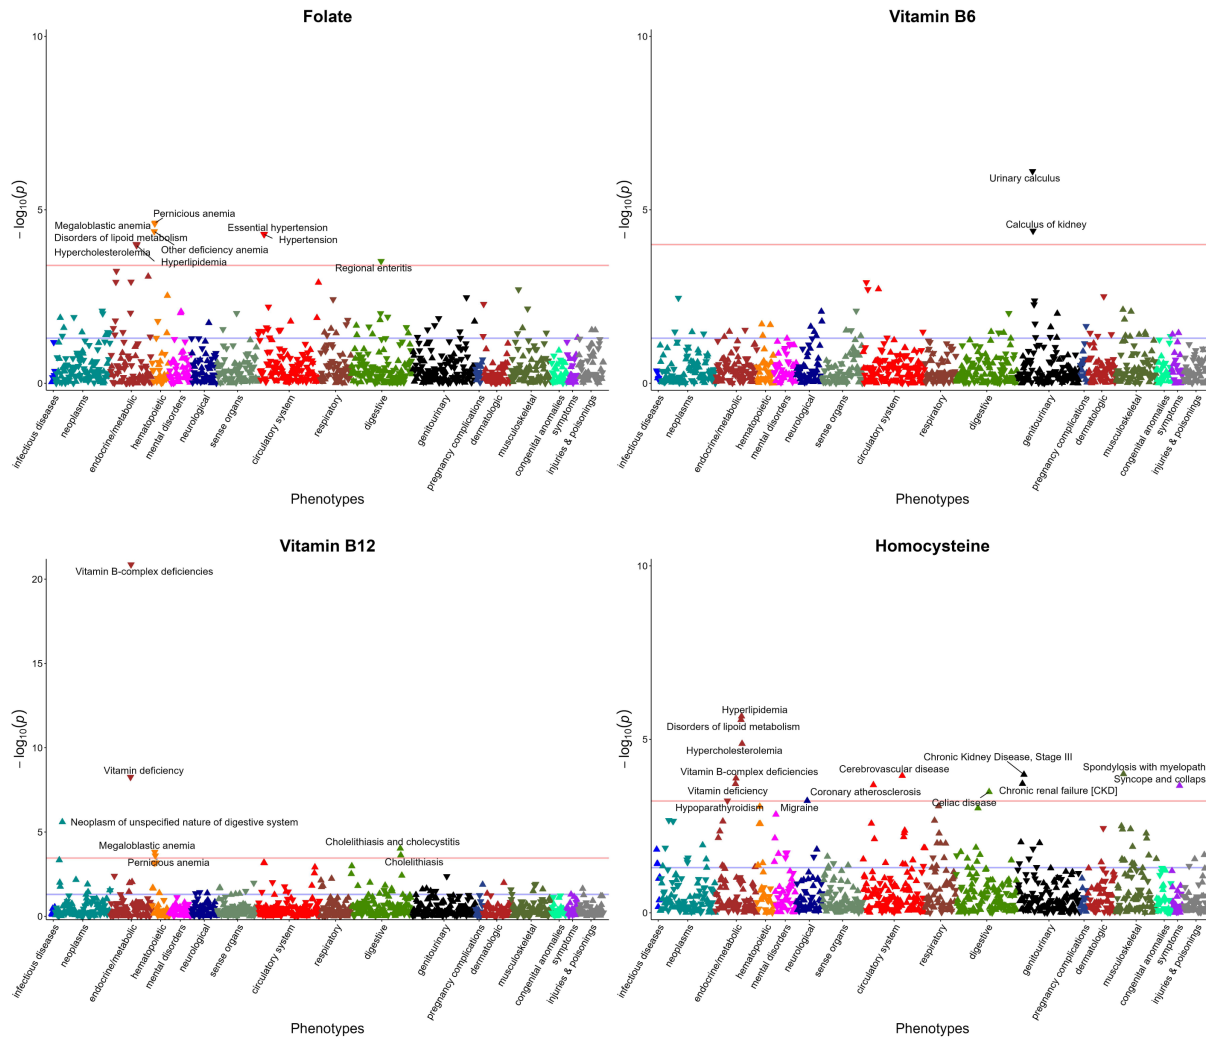 Folate
10
5
0
− log10(p)
Pernicious anemia
Megaloblastic anemia
Essential hypertension
Disorders of lipoid metabolism
Hypertension
Hypercholesterolemia
Other deficiency anemia
Hyperlipidemia
Regional enteritis
infectious diseases
neoplasms
endocrine/metabolic
hematopoietic
mental disorders
neurological
sense organs
circulatory system
respiratory
digestive
genitourinary
pregnancy complications
dermatologic
musculoskeletal
congenital anomalies
symptoms
injuries & poisonings
Phenotypes
Vitamin B6
10
5
0
− log10(p)
Urinary calculus
Calculus of kidney
infectious diseases
neoplasms
endocrine/metabolic
hematopoietic
mental disorders
neurological
sense organs
circulatory system
respiratory
digestive
genitourinary
pregnancy complications
dermatologic
musculoskeletal
congenital anomalies
symptoms
injuries & poisonings
Phenotypes
Vitamin B12
20
15
10
5
0
− log10(p)
Vitamin B-complex deficiencies
Vitamin deficiency
Neoplasm of unspecified nature of digestive system
Megaloblastic anemia
Pernicious anemia
Cholelithiasis and cholecystitis
Cholelithiasis
infectious diseases
neoplasms
endocrine/metabolic
hematopoietic
mental disorders
neurological
sense organs
circulatory system
respiratory
digestive
genitourinary
pregnancy complications
dermatologic
musculoskeletal
congenital anomalies
symptoms
injuries & poisonings
Phenotypes
Homocysteine
10
5
0
− log10(p)
Hyperlipidemia
Disorders of lipoid metabolism
Hypercholesterolemia
Vitamin B-complex deficiencies
Vitamin deficiency
Hypoparathyroidism
Migraine
Cerebrovascular disease
Coronary atherosclerosis
Chronic Kidney Disease, Stage III
Chronic renal failure [CKD]
Celiac disease
Spondylosis with myelopath
Syncope and collaps
infectious diseases
neoplasms
endocrine/metabolic
hematopoietic
mental disorders
neurological
sense organs
circulatory system
respiratory
digestive
genitourinary
pregnancy complications
dermatologic
musculoskeletal
congenital anomalies
symptoms
injuries & poisonings
Phenotypes